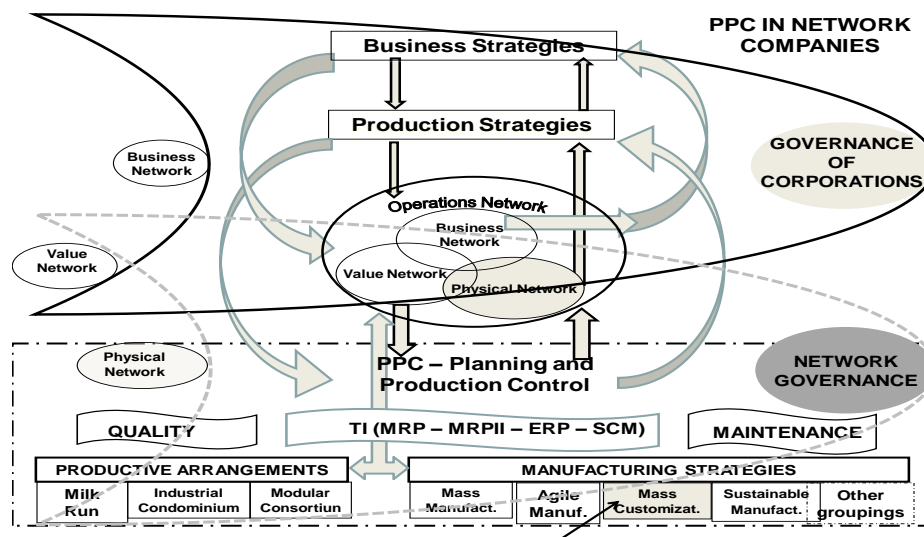 PPC IN NETWORK
COMPANIES
Business Strategies
Production Strategies
Business
Network
GOVERNANCE
OF
CORPORATIONS
Operations Network
Business
Network
Value Network
Physical Network
Value
Network
Physical
Network
PPC – Planning and
Production Control
NETWORK
GOVERNANCE
QUALITY
TI (MRP – MRPII – ERP – SCM)
MAINTENANCE
PRODUCTIVE ARRANGEMENTS
MANUFACTURING STRATEGIES
Milk
Run
Industrial
Condominium
Modular
Consortiun
Mass
Manufact.
Agile
Manuf.
Mass
Customizat.
Sustainable
Manufact.
Other
groupings